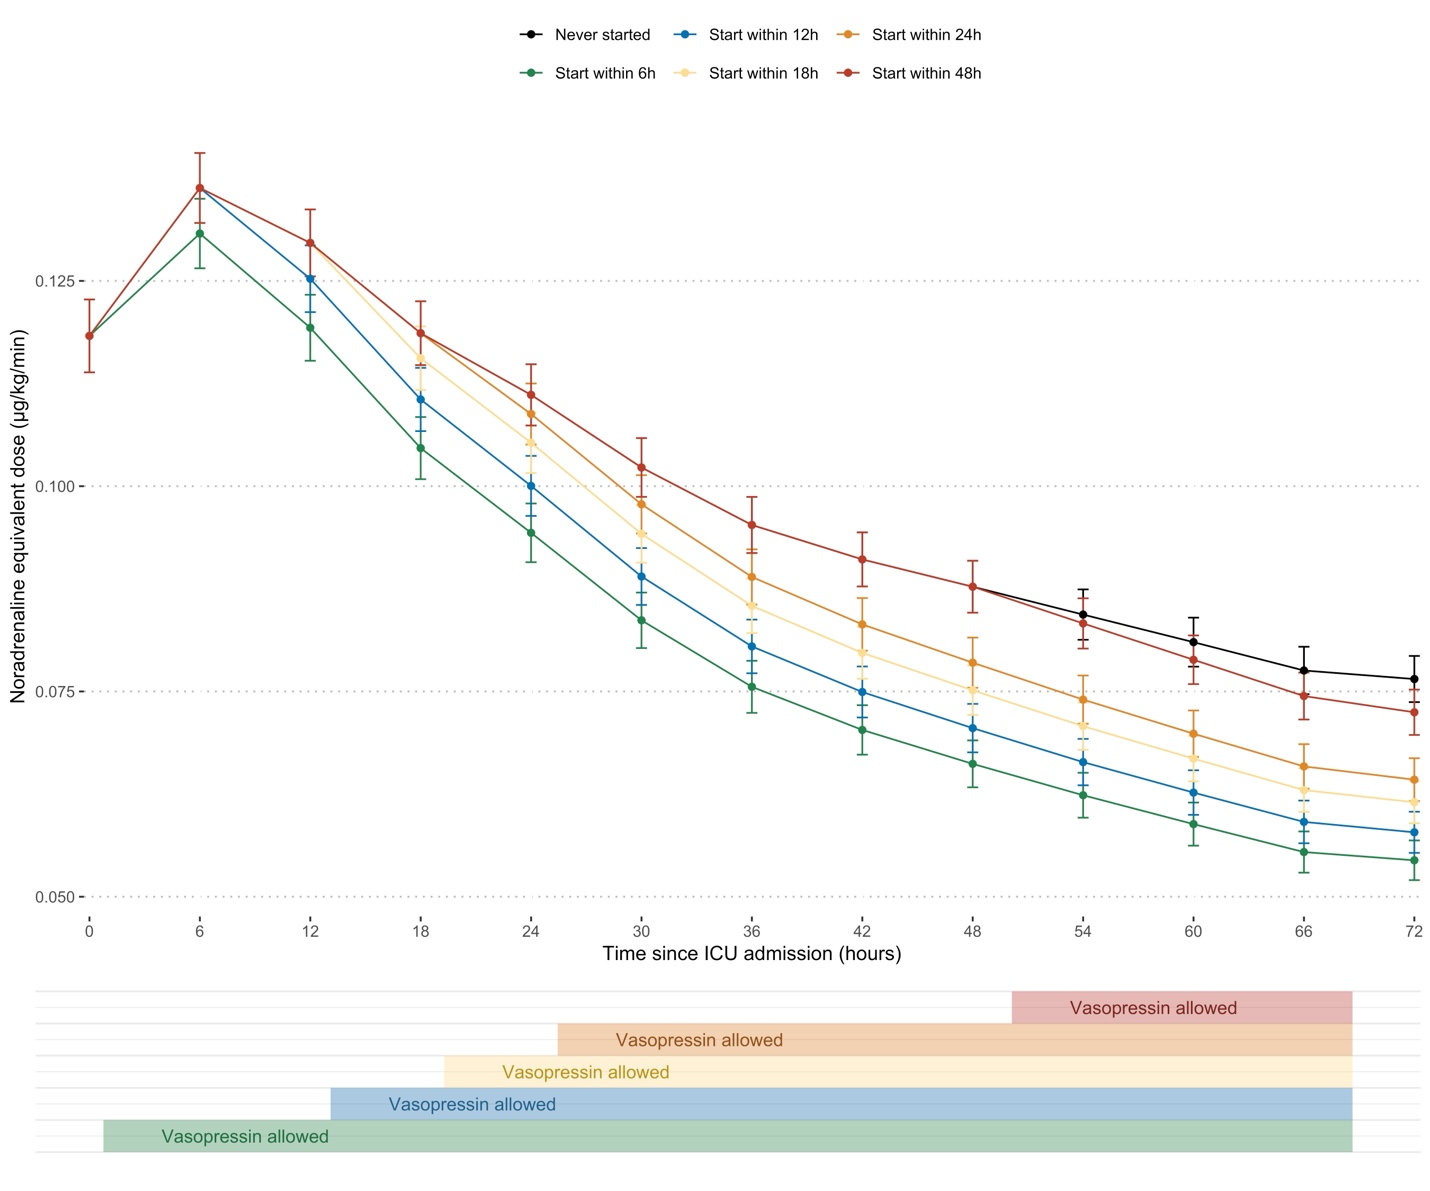 Never started Start within 12h Start within 24h
Start within 6h Start within 18h Start within 48h
Noradrenaline equivalent dose (µg/kg/min)
0.125
0.100
0.075
0.050
0 6 12 18 24 30 36 42 48 54 60 66 72
Time since ICU admission (hours)
Vasopressin allowed
Vasopressin allowed
Vasopressin allowed
Vasopressin allowed
Vasopressin allowed